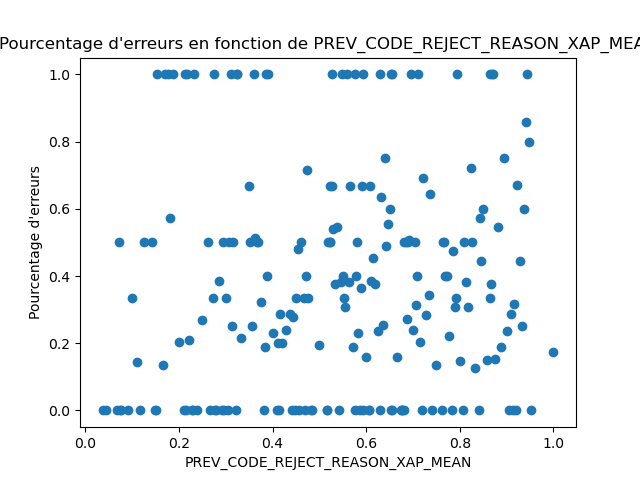 Pourcentage d'erreurs en fonction de PREV_CODE_REJECT_REASON_XAP_MEA
1.0
0.8
0.6
0.4
0.2
0.0
Pourcentage d'erreurs
0.0 0.2 0.4 0.6 0.8 1.0
PREV_CODE_REJECT_REASON_XAP_MEAN